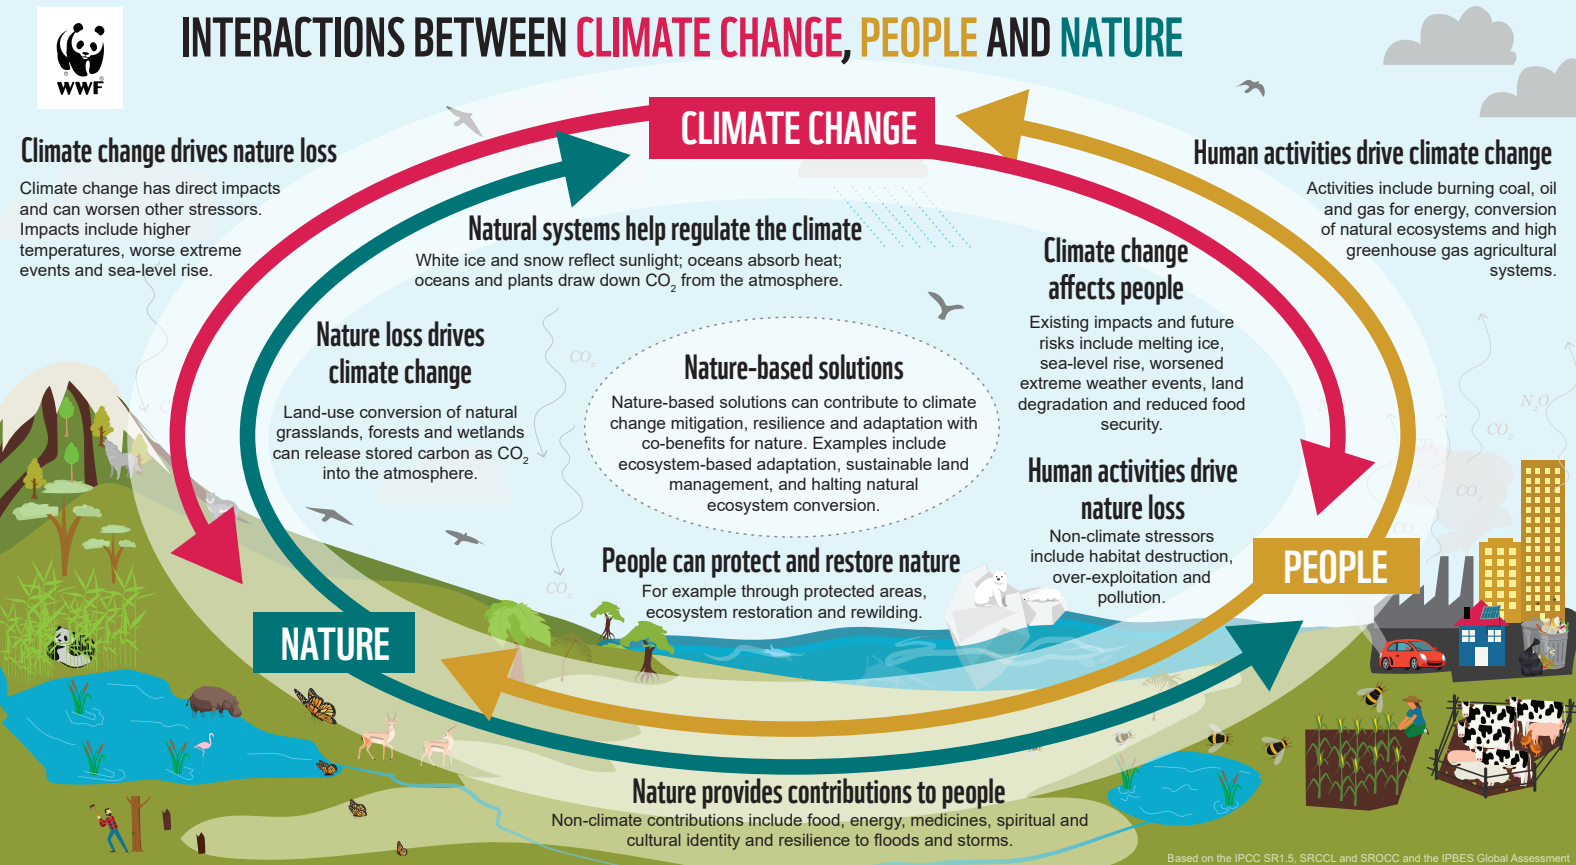 INTERACTIONS BETWEEN CLIMATE CHANGE, PEOPLE AND NATURE
WWF
CLIMATE CHANGE
Climate change drives nature loss
Climate change has direct impacts
and can worsen other stressors.
Impacts include higher
temperatures, worse extreme
events and sea-level rise.
Human activities drive climate change
Activities include burning coal, oil
and gas for energy, conversion
of natural ecosystems and high
greenhouse gas agricultural
systems.
Natural systems help regulate the climate
White ice and snow reflect sunlight; oceans absorb heat;
oceans and plants draw down CO₂ from the atmosphere.
Climate change
affects people
Existing impacts and future
risks include melting ice,
sea-level rise, worsened
extreme weather events, land
degradation and reduced food
security.
Nature loss drives
climate change
Land-use conversion of natural
grasslands, forests and wetlands
can release stored carbon as CO₂
into the atmosphere.
CO₂
Nature-based solutions
Nature-based solutions can contribute to climate
change mitigation, resilience and adaptation with
co-benefits for nature. Examples include
ecosystem-based adaptation, sustainable land
management, and halting natural
ecosystem conversion.
N₂O
CO₂
CO₂
Human activities drive
nature loss
Non-climate stressors
include habitat destruction,
over-exploitation and
pollution.
People can protect and restore nature
For example through protected areas,
ecosystem restoration and rewilding.
CO₂
PEOPLE
NATURE
Nature provides contributions to people
Non-climate contributions include food, energy, medicines, spiritual and
cultural identity and resilience to floods and storms.
Based on the IPCC SR1.5, SRCCL and SROCC and the IPBES Global Assessment